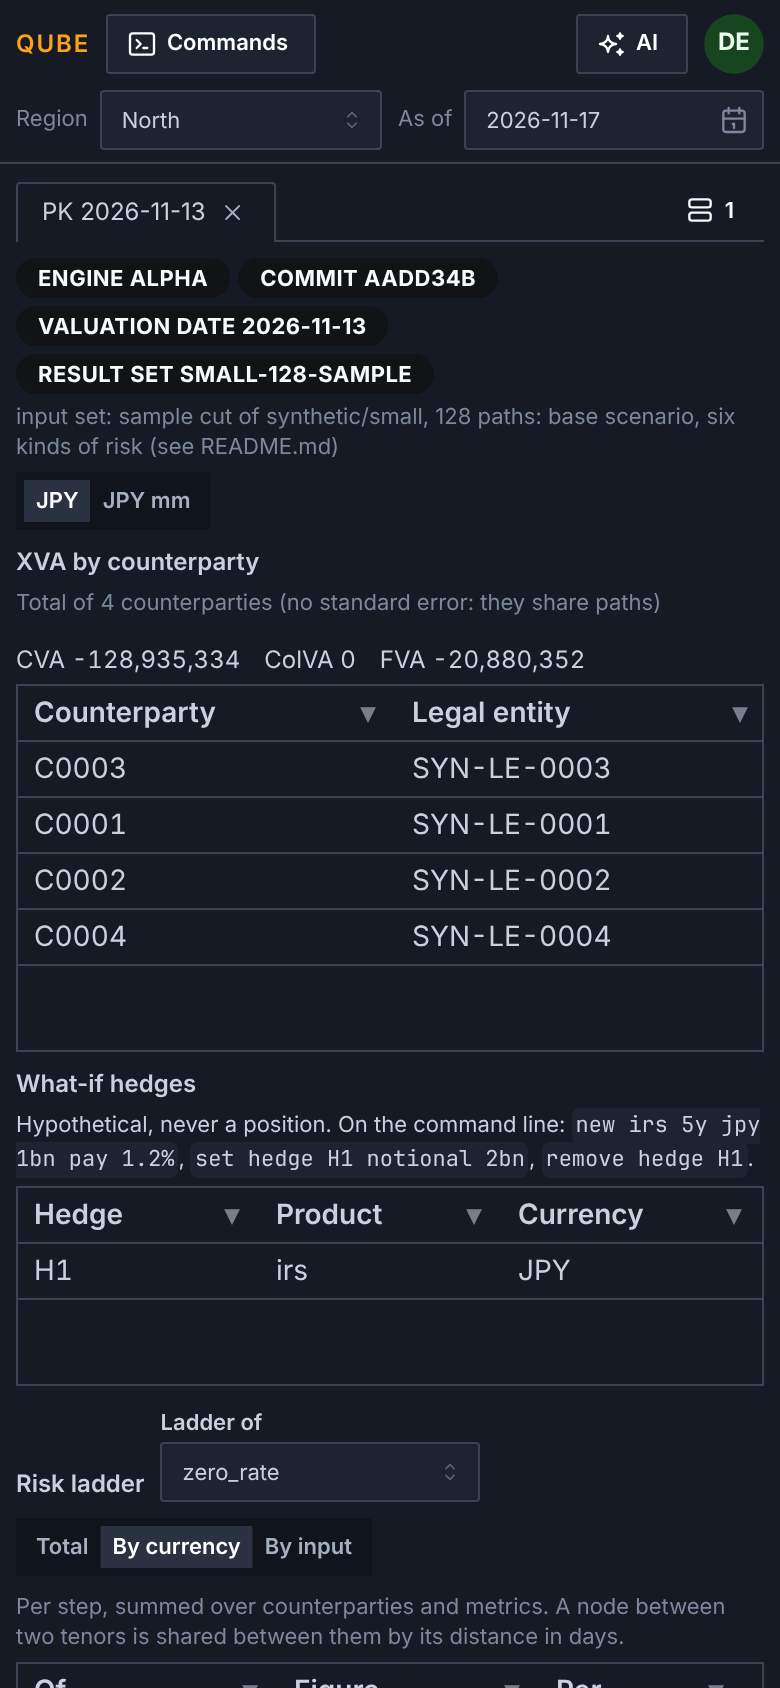 QUBE Commands AI DE
Region North As of 2026-11-17
PK 2026-11-13 1
ENGINE ALPHA COMMIT AADD34B
VALUATION DATE 2026-11-13
RESULT SET SMALL-128-SAMPLE
input set: sample cut of synthetic/small, 128 paths: base scenario, six
kinds of risk (see README.md)
JPY JPY mm
XVA by counterparty
Total of 4 counterparties (no standard error: they share paths)
CVA -128,935,334 ColVA 0 FVA -20,880,352
Counterparty ▼ Legal entity ▼
C0003 SYN-LE-0003
C0001 SYN-LE-0001
C0002 SYN-LE-0002
C0004 SYN-LE-0004
What-if hedges
Hypothetical, never a position. On the command line: new irs 5y jpy
1bn pay 1.2%, set hedge H1 notional 2bn, remove hedge H1.
Hedge ▼ Product ▼ Currency ▼
H1 irs JPY
Ladder of
Risk ladder zero_rate
Total By currency By input
Per step, summed over counterparties and metrics. A node between
two tenors is shared between them by its distance in days.
Of Figure Per